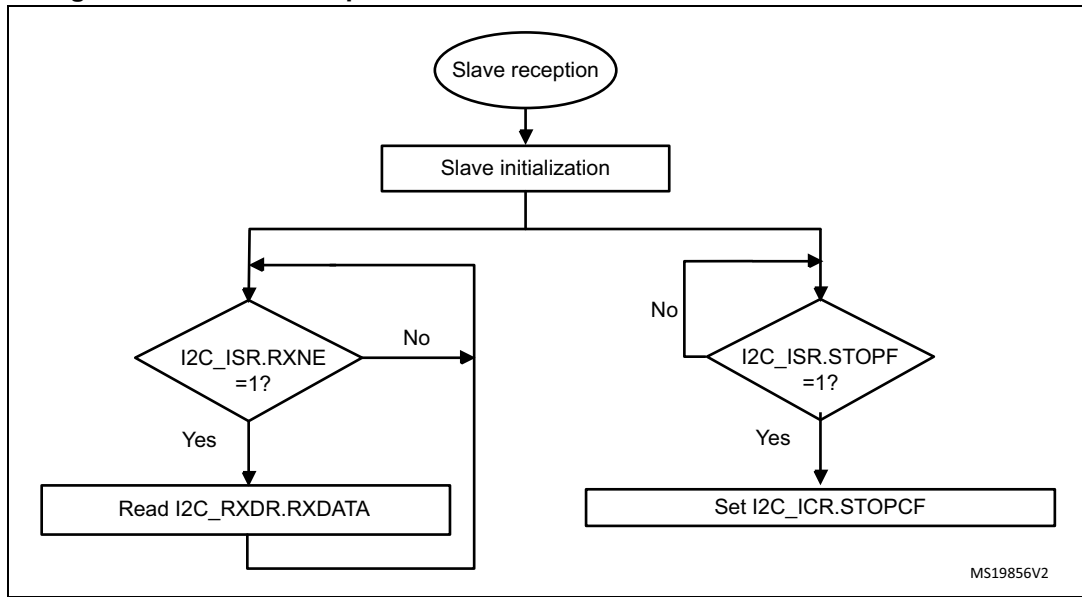 Slave reception
Slave initialization
No
I2C_ISR.RXNE
=1?
Yes
Read I2C_RXDR.RXDATA
No
I2C_ISR.STOPF
=1?
Yes
Set I2C_ICR.STOPCF
MS19856V2